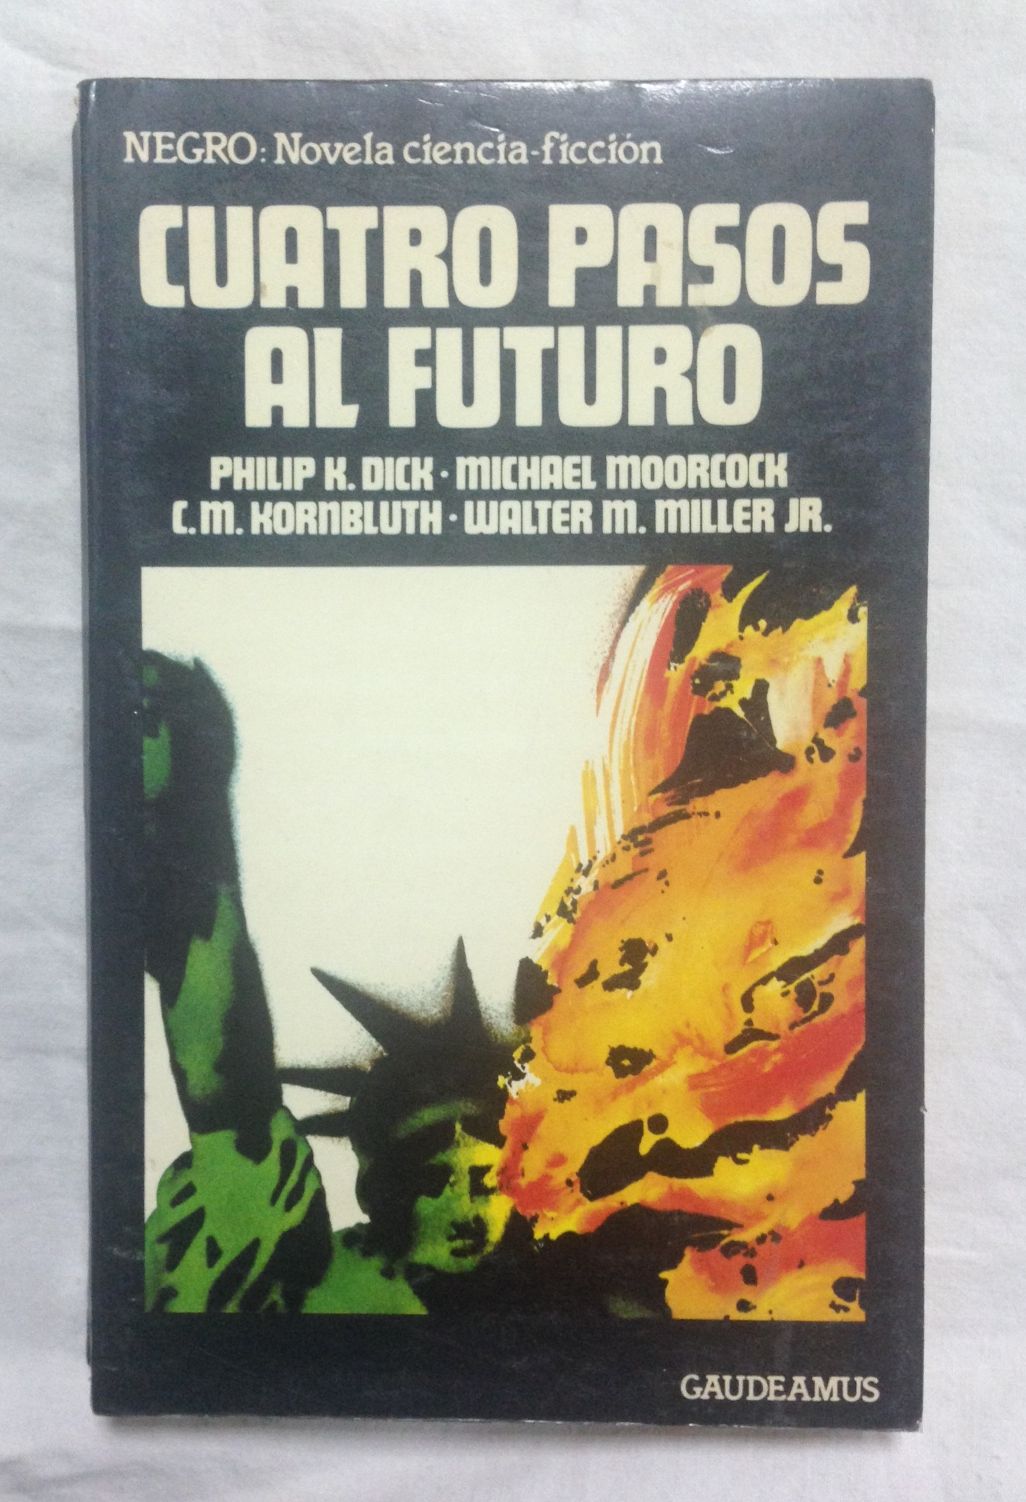 NEGRO: Novela ciencia-ficción
CUATRO PASOS
AL FUTURO
PHILIP K. DICK · MICHAEL MOORCOCK
C.M. KORNBLUTH · WALTER M. MILLER JR.
GAUDEAMUS